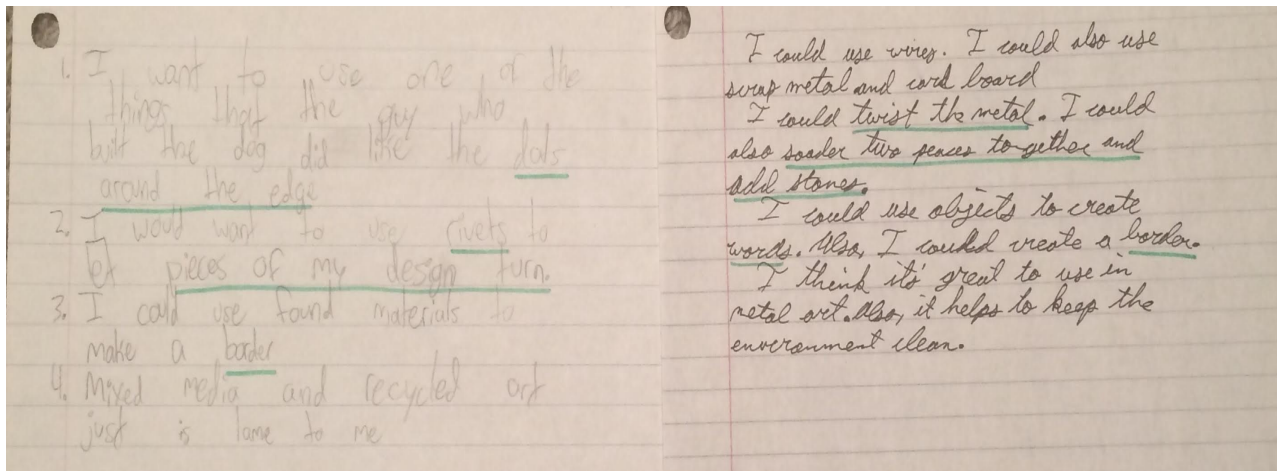 1. I want to use one of the
things that the guy who
built the dog did like the dots
around the edge
2. I would want to use rivets to
let pieces of my design turn.
3. I could use found materials to
make a border
4. Mixed media and recycled art
just is lame to me
I could use wires. I could also use
scrap metal and card board
I could twist the metal. I could
also soader two peaces to-gether and
add stones.
I could use objects to create
words. Also, I couded create a border.
I think it's great to use in
metal art. Also, it helps to keep the
enveronment clean.